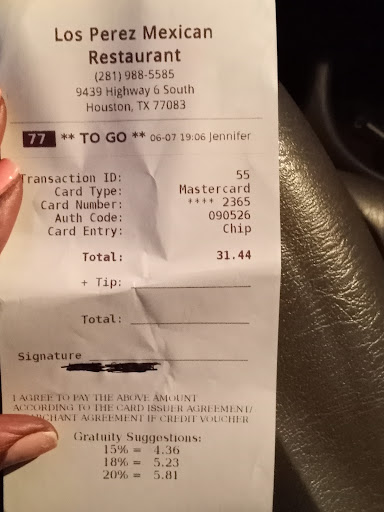 Los Perez Mexican
Restaurant
(281) 988-5585
9439 Highway 6 South
Houston, TX 77083
77 ** TO GO ** 06-07 19:06 Jennifer
Transaction ID: 55
Card Type: Mastercard
Card Number: **** 2365
Auth Code: 090526
Card Entry: Chip
Total: 31.44
+ Tip:
Total:
Signature
I AGREE TO PAY THE ABOVE AMOUNT
ACCORDING TO THE CARD ISSUER AGREEMENT/
AGREEMENT IF CREDIT VOUCHER
Gratuity Suggestions:
15% = 4.36
18% = 5.23
20% = 5.81